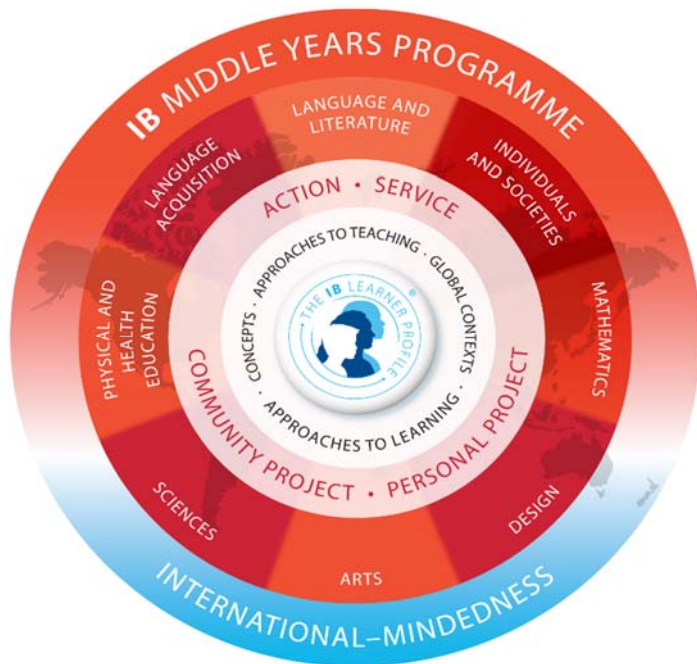 IB MIDDLE YEARS PROGRAMME
LANGUAGE AND
LITERATURE
INDIVIDUALS
AND SOCIETIES
MATHEMATICS
DESIGN
ARTS
SCIENCES
PHYSICAL AND
HEALTH
EDUCATION
LANGUAGE
ACQUISITION
ACTION • SERVICE
PERSONAL PROJECT
•
COMMUNITY PROJECT
APPROACHES TO TEACHING · GLOBAL CONTEXTS ·
APPROACHES TO LEARNING
· CONCEPTS ·
THE IB LEARNER PROFILE
®
INTERNATIONAL–MINDEDNESS